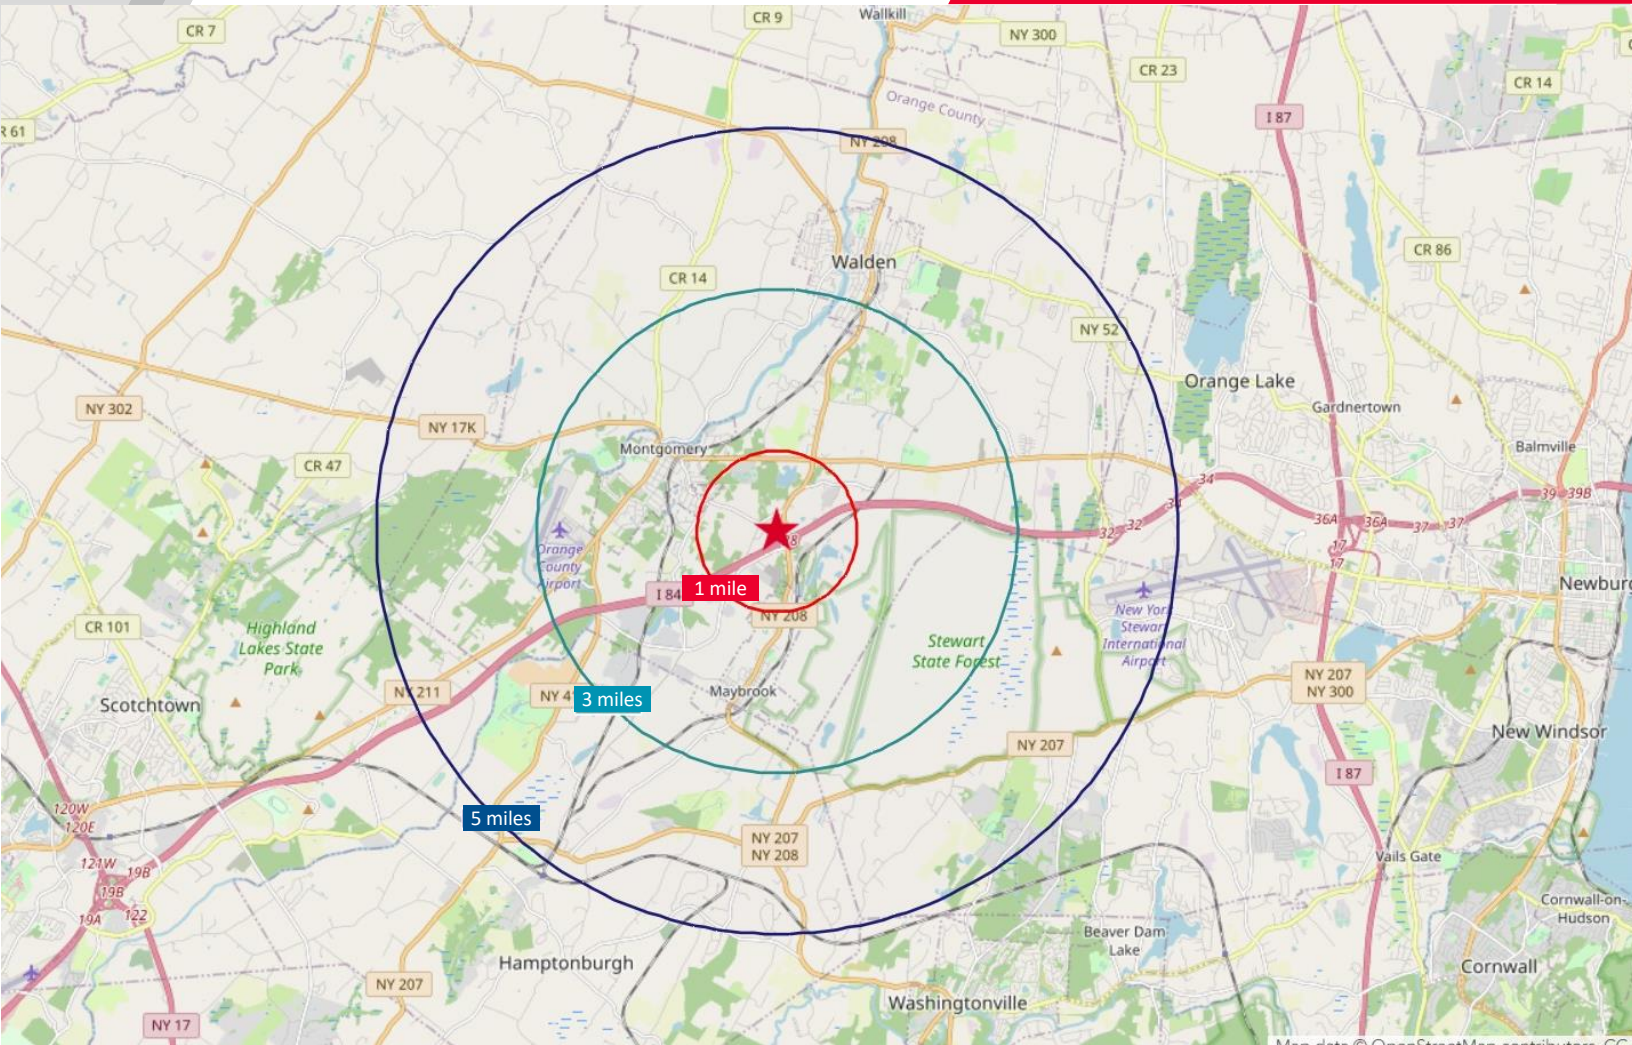 Wallkill
CR 9
CR 7
NY 300
CR 23
CR 14
Orange County
I 87
R 61
NY 208
CR 86
Walden
CR 14
NY 52
Orange Lake
NY 302
Gardnertown
NY 17K
Montgomery
Balmville
CR 47
34
39
39B
34
36A
36A
37
37
32
32
17
17
Orange
County
Airport
I 84
1 mile
New York
Stewart
International
Airport
Newburg
NY 208
CR 101
Highland
Lakes State
Park
Stewart
State Forest
NY 211
NY 41
3 miles
Maybrook
NY 207
NY 300
Scotchtown
New Windsor
NY 207
I 87
120W
120E
5 miles
NY 207
NY 208
Vails Gate
121W
19B
19B
19A
122
Cornwall-on-
Hudson
Beaver Dam
Lake
Hamptonburgh
Cornwall
NY 207
Washingtonville
NY 17